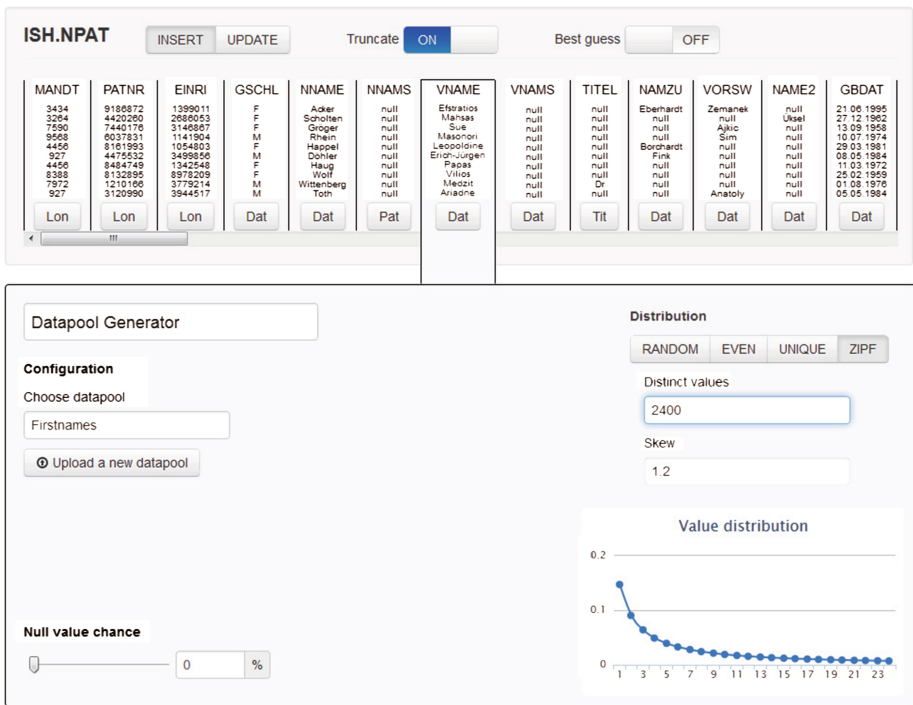 ISH.NPAT INSERT UPDATE Truncate ON Best guess OFF
MANDT PATNR EINRI GSCHL NNAME NNAMS VNAME VNAMS TITEL NAMZU VORSW NAME2 GBDAT
3434 9186872 1399011 F Acker null Efstratios null null Eberhardt Zemanek null 21.06.1995
3264 4420260 2686053 F Scholten null Mahsas null null null null Üksel 27.12.1962
7590 7440176 3146867 F Groger null Sue null null null Ajkic null 13.09.1958
9568 6037831 1141904 M Rhein null Masonori null null null Sim null 10.07.1974
4456 8161993 1054803 F Happel null Leopoldine null null Borchardt null null 29.03.1981
927 4475532 3499856 M Dohler null Erich-Jürgen null null Fink null null 08.05.1984
4456 8484749 1342548 F Haug null Papas null null null null null 11.03.1972
8388 8132895 8978209 F Wolf null Vilios null null null null null 25.02.1959
7972 1210166 3779214 M Wittenberg null Medzit null Dr null null null 01.08.1976
927 3120990 3944517 M Toth null Ariadne null null null Anatoly null 05.05.1984
Lon Lon Lon Dat Dat Pat Dat Dat Tit Dat Dat Dat Dat
Datapool Generator
Configuration
Choose datapool
Firstnames
Upload a new datapool
Null value chance
0 %
Distribution
RANDOM EVEN UNIQUE ZIPF
Distinct values
2400
Skew
1.2
Value distribution
0.2
0.1
0
1 3 5 7 9 11 13 15 17 19 21 23